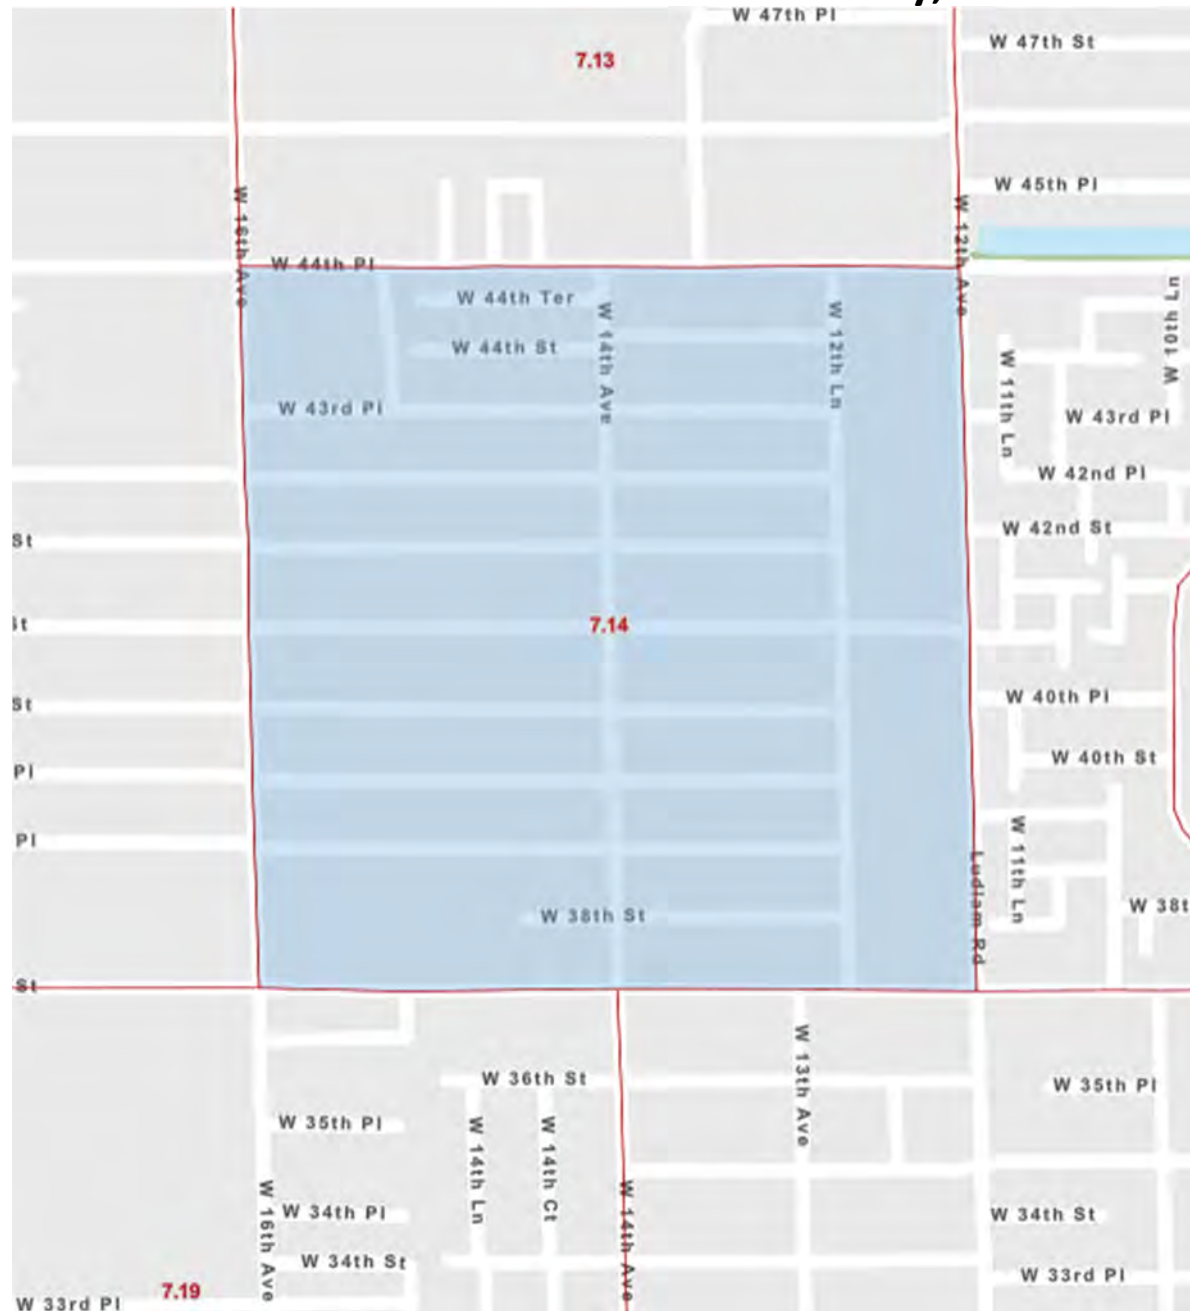 W 47th Pl
W 47th St
7.13
W 45th Pl
W 16th Ave
W 12th Ave
W 44th Pl
W 44th Ter
W 14th Ave
W 12th Ln
W 10th Ln
W 44th St
W 11th Ln
W 43rd Pl
W 43rd Pl
W 42nd Pl
W 42nd St
St
St
7.14
W 40th Pl
St
W 40th St
Pl
Pl
W 11th Ln
Ludlam Rd
W 38th St
W 38t
St
W 13th Ave
W 36th St
W 35th Pl
W 35th Pl
W 14th Ln
W 14th Ct
W 16th Ave
W 14th Ave
W 34th Pl
W 34th St
W 34th St
W 33rd Pl
7.19
W 33rd Pl